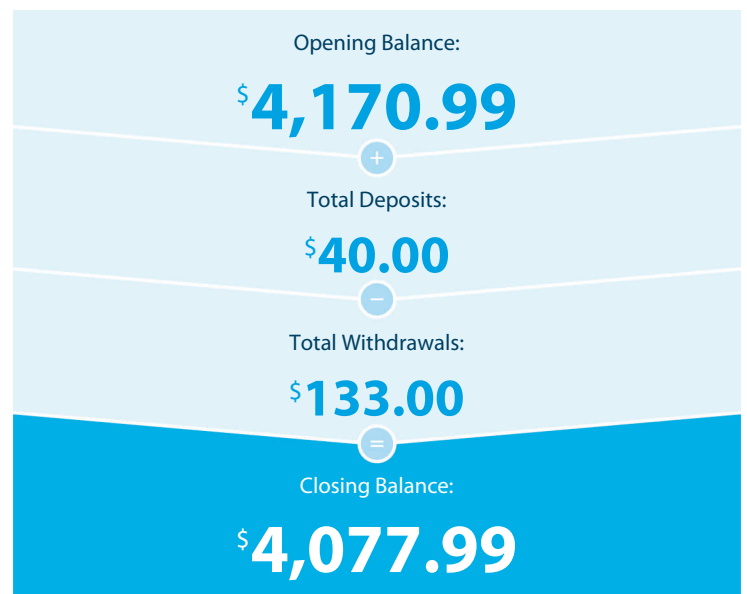 Opening Balance:
$4,170.99
+
Total Deposits:
$40.00
−
Total Withdrawals:
$133.00
=
Closing Balance:
$4,077.99